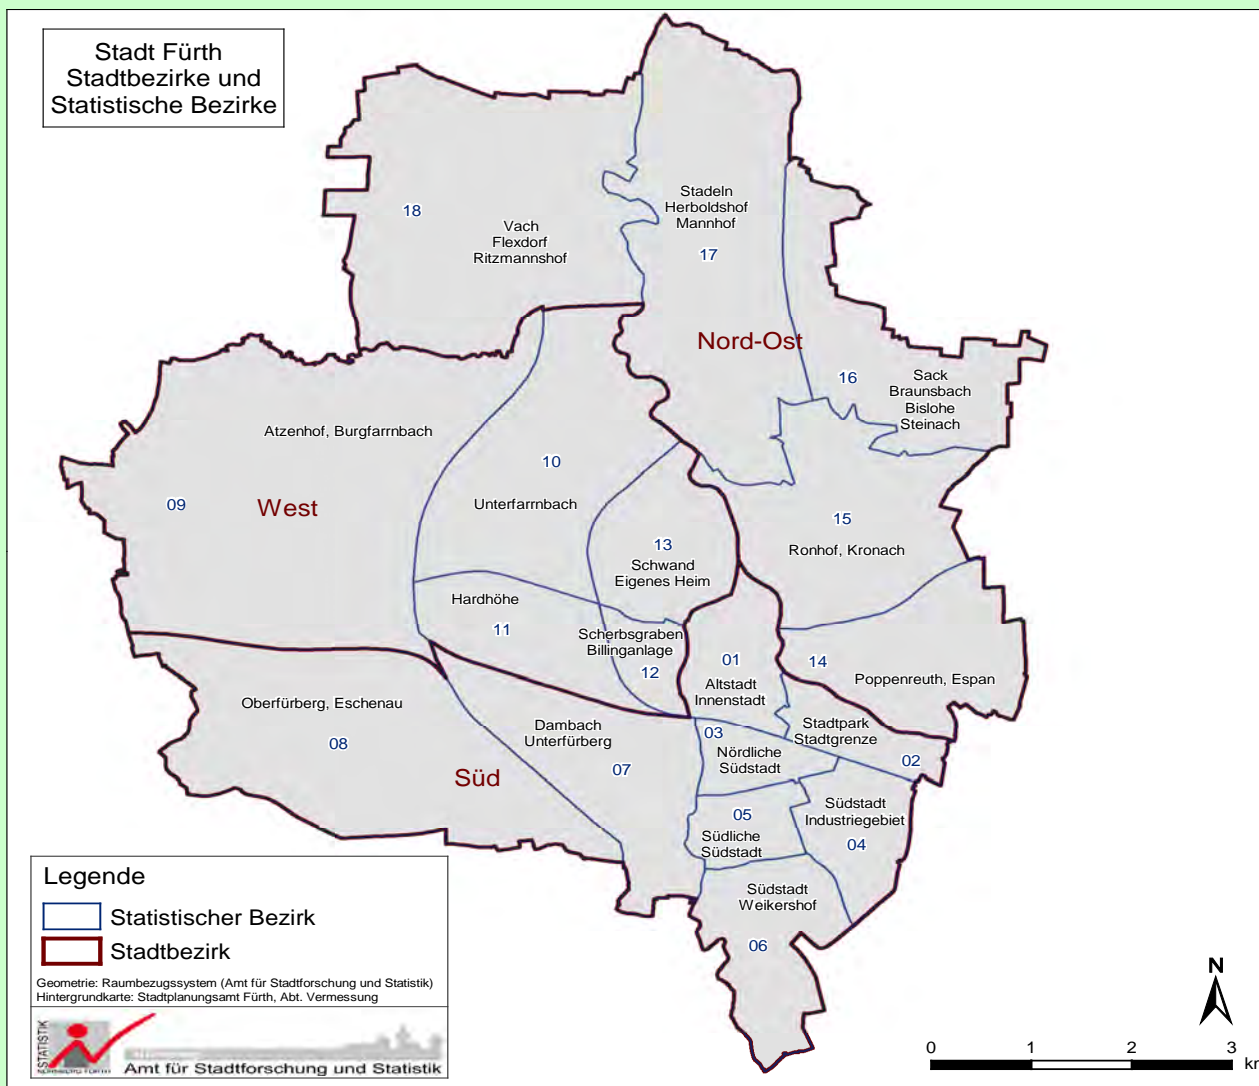 Stadt Fürth
Stadtbezirke und
Statistische Bezirke
18
Vach
Flexdorf
Ritzmannshof
Stadeln
Herboldshof
Mannhof
17
Nord-Ost
16
Sack
Braunsbach
Bislohe
Steinach
Atzenhof, Burgfarrnbach
09
West
10
Unterfarrnbach
13
Schwand
Eigenes Heim
15
Ronhof, Kronach
Hardhöhe
11
Scherbsgraben
Billinganlage
12
01
Altstadt
Innenstadt
14
Poppenreuth, Espan
Oberfürberg, Eschenau
08
Süd
Dambach
Unterfürberg
07
03
Nördliche
Südstadt
Stadtpark
Stadtgrenze
02
05
Südliche
Südstadt
Südstadt
Industriegebiet
04
Südstadt
Weikershof
06
Legende
Statistischer Bezirk
Stadtbezirk
Geometrie: Raumbezugssystem (Amt für Stadtforschung und Statistik)
Hintergrundkarte: Stadtplanungsamt Fürth, Abt. Vermessung
STATISTIK
NÜRNBERG FÜRTH
Amt für Stadtforschung und Statistik
N
0 1 2 3
km